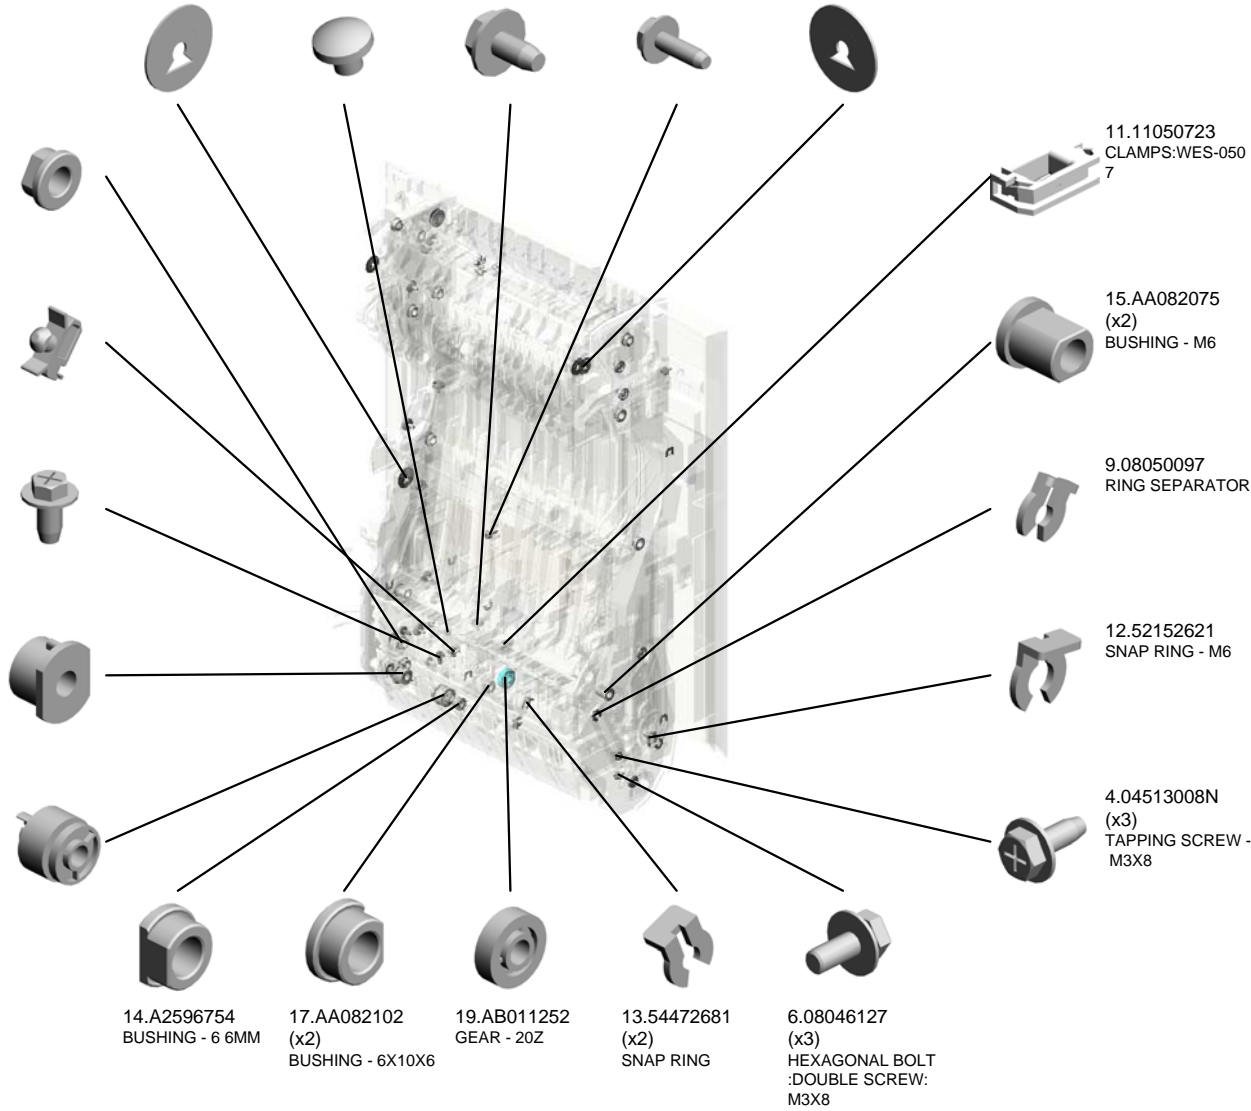 11.11050723
CLAMPS:WES-050
7
15.AA082075
(x2)
BUSHING - M6
9.08050097
RING SEPARATOR
12.52152621
SNAP RING - M6
4.04513008N
(x3)
TAPPING SCREW -
M3X8
14.A2596754
BUSHING - 6 6MM
17.AA082102
(x2)
BUSHING - 6X10X6
19.AB011252
GEAR - 20Z
13.54472681
(x2)
SNAP RING
6.08046127
(x3)
HEXAGONAL BOLT
:DOUBLE SCREW:
M3X8